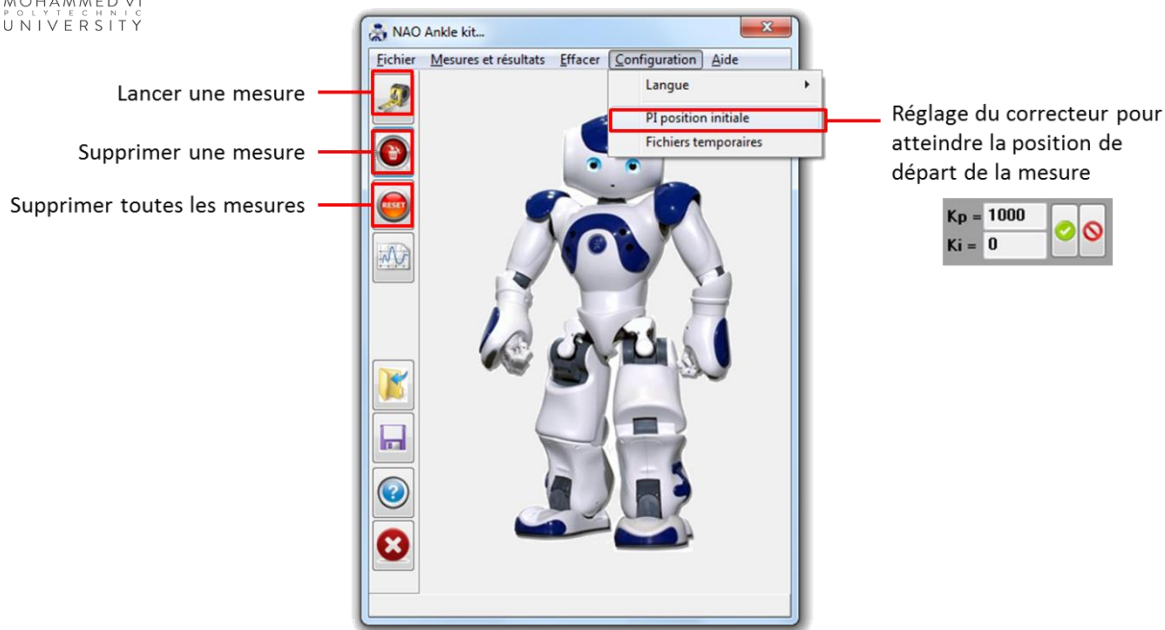 MOHAMMED VI
POLYTECHNIC
UNIVERSITY
NAO Ankle kit...
Fichier Mesures et résultats Effacer Configuration Aide
Langue
PI position initiale
Fichiers temporaires
Lancer une mesure
Supprimer une mesure
Supprimer toutes les mesures
RESET
Réglage du correcteur pour
atteindre la position de
départ de la mesure
Kp = 1000
Ki = 0